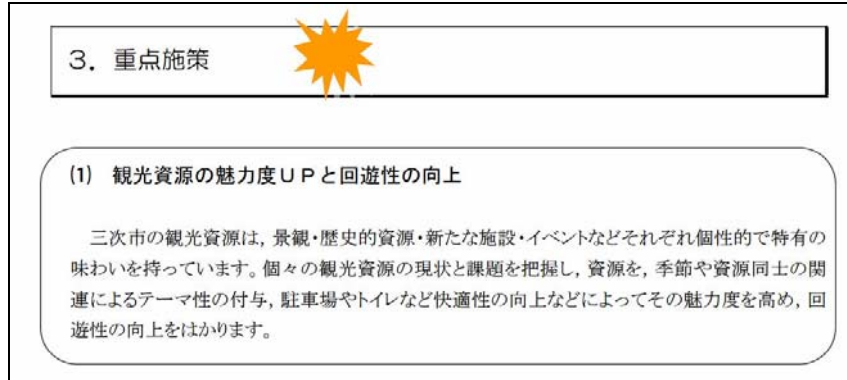 3．重点施策
(1)　観光資源の魅力度ＵＰと回遊性の向上
三次市の観光資源は，景観・歴史的資源・新たな施設・イベントなどそれぞれ個性的で特有の
味わいを持っています。個々の観光資源の現状と課題を把握し，資源を，季節や資源同士の関
連によるテーマ性の付与，駐車場やトイレなど快適性の向上などによってその魅力度を高め，回
遊性の向上をはかります。